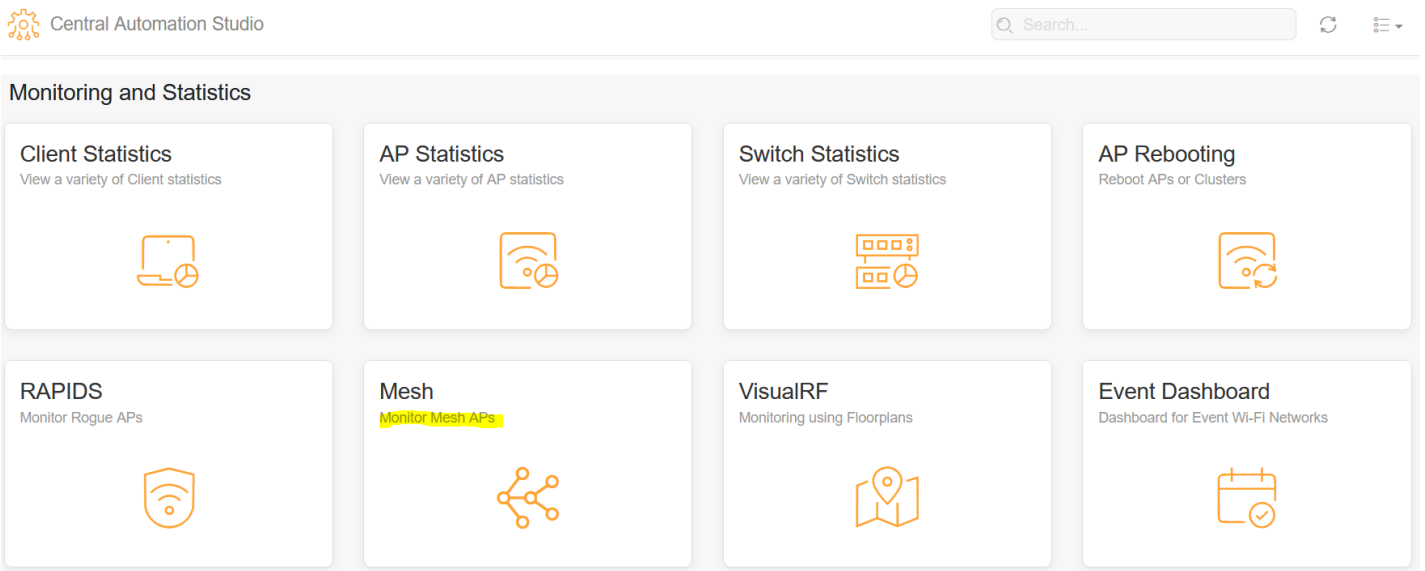 Central Automation Studio
Search...
Monitoring and Statistics
Client Statistics
View a variety of Client statistics
AP Statistics
View a variety of AP statistics
Switch Statistics
View a variety of Switch statistics
AP Rebooting
Reboot APs or Clusters
RAPIDS
Monitor Rogue APs
Mesh
Monitor Mesh APs
VisualRF
Monitoring using Floorplans
Event Dashboard
Dashboard for Event Wi-Fi Networks